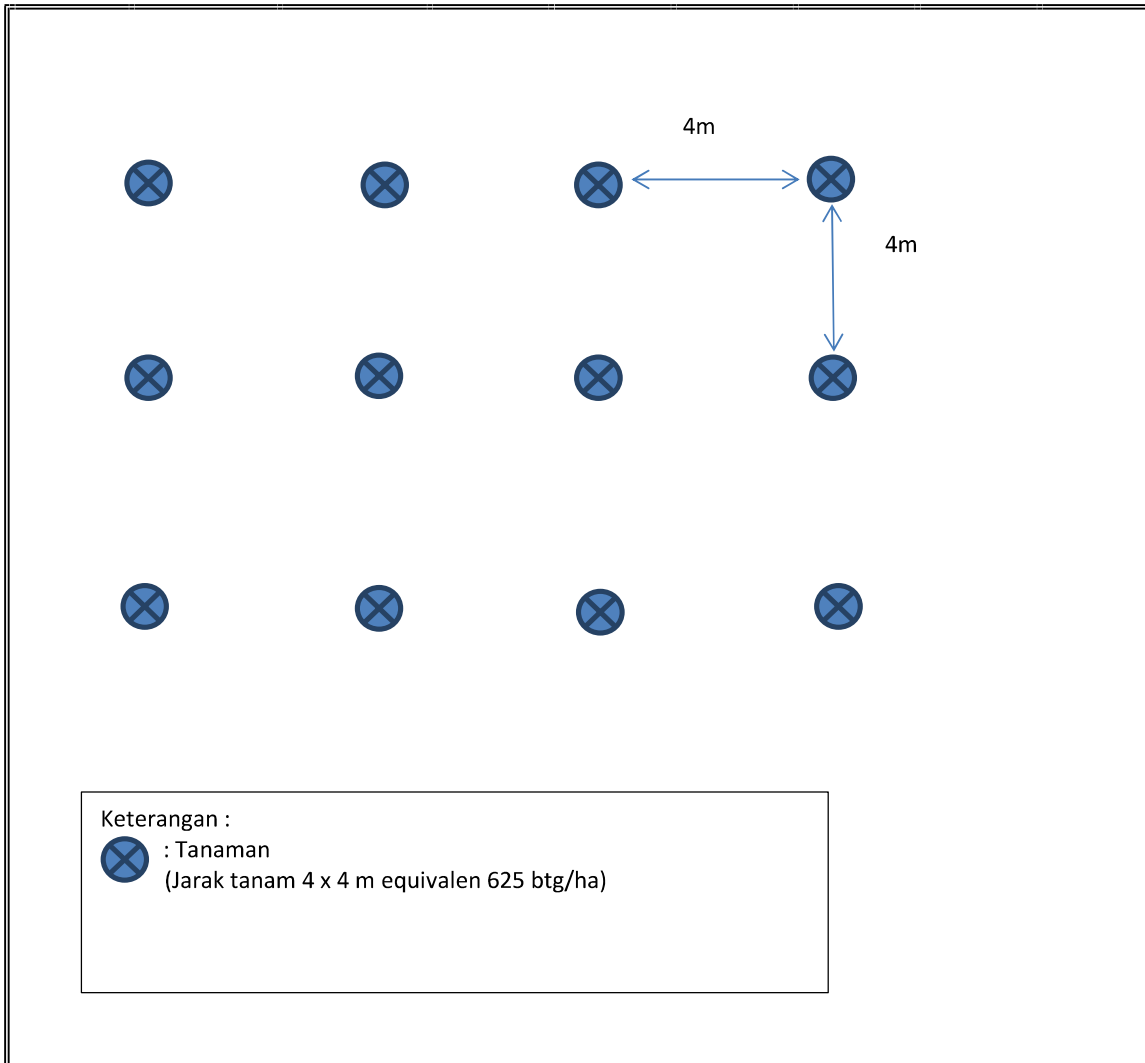 4m
4m
Keterangan :
: Tanaman
(Jarak tanam 4 x 4 m equivalen 625 btg/ha)